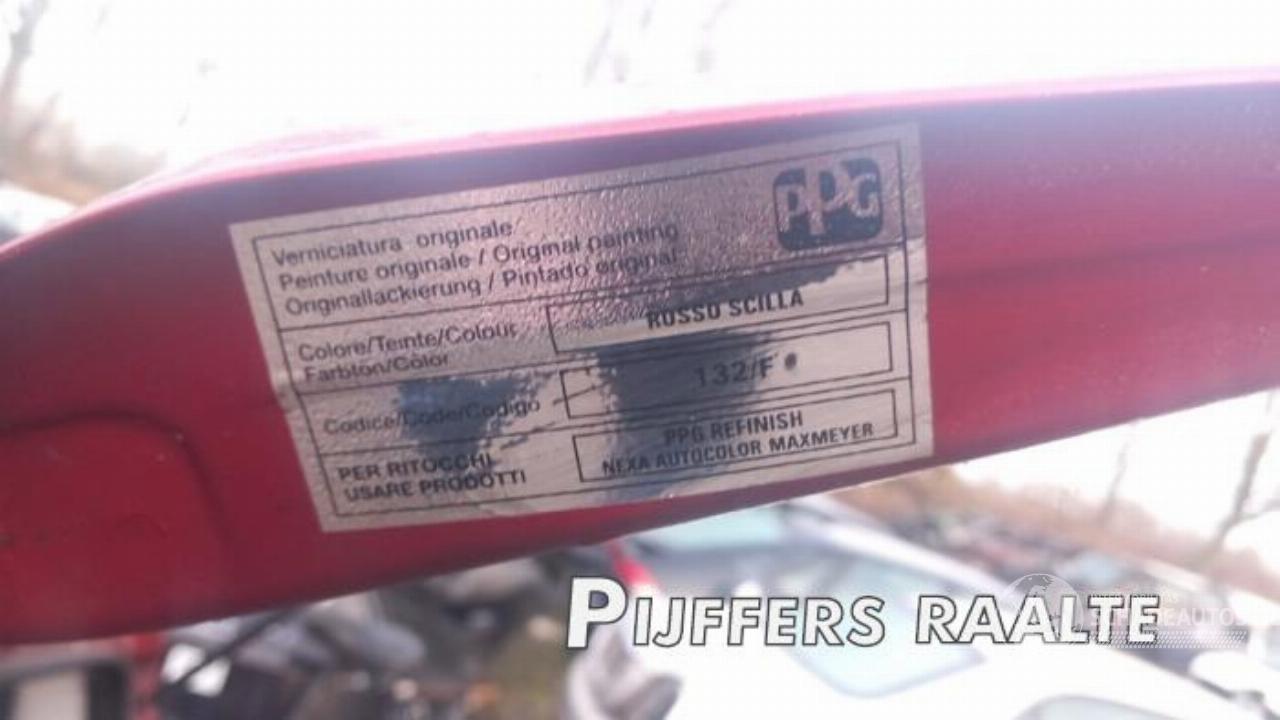 PPG
Verniciatura originale
Peinture originale / Original painting
Originallackierung / Pintado original
Colore/Teinte/Colour
Farbton/Color
ROSSO SCILLA
Codice/Code/Codigo
132/F
PER RITOCCHI
USARE PRODOTTI
PPG REFINISH
NEXA AUTOCOLOR MAXMEYER
PIJFFERS RAALTE